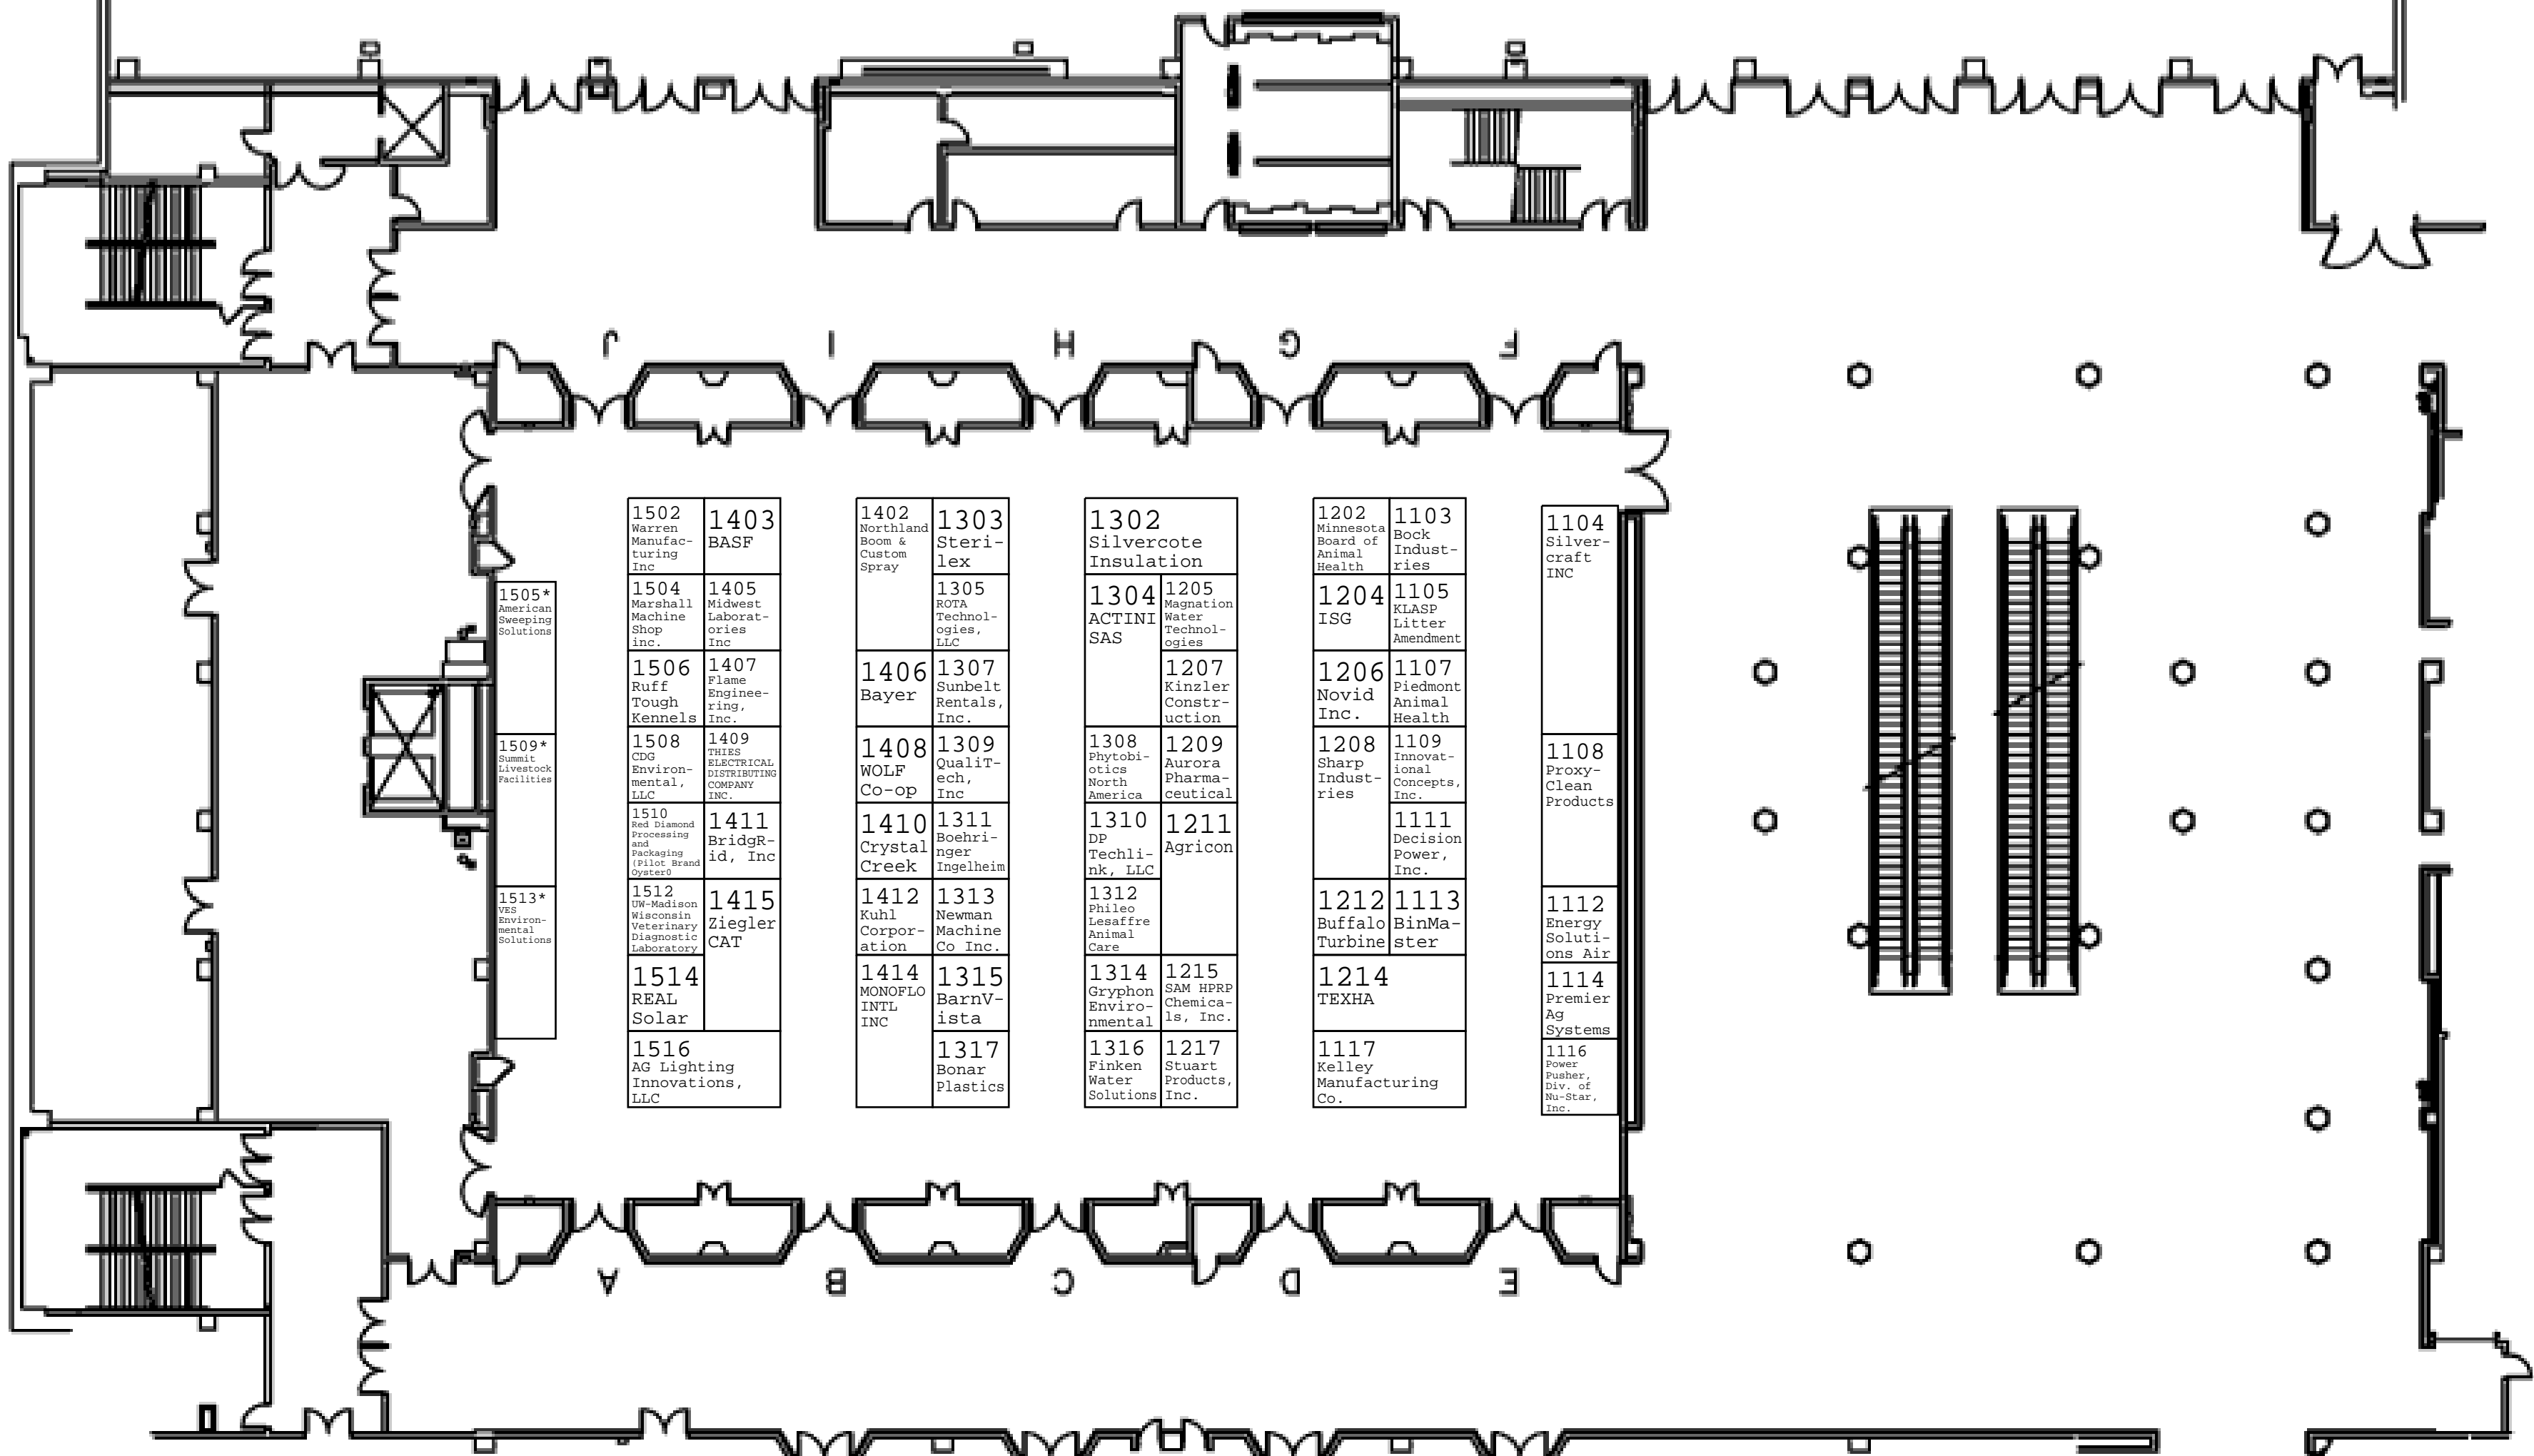 J
I
H
G
F
1502
Warren
Manufac-
turing
Inc
1403
BASF
1504
Marshall
Machine
Shop
inc.
1405
Midwest
Laborat-
ories
Inc
1506
Ruff
Tough
Kennels
1407
Flame
Enginee-
ring,
Inc.
1508
CDG
Environ-
mental,
LLC
1409
THIES
ELECTRICAL
DISTRIBUTING
COMPANY
INC.
1510
Red Diamond
Processing
and
Packaging
(Pilot Brand
Oyster0
1411
BridgR-
id, Inc
1512
UW-Madison
Wisconsin
Veterinary
Diagnostic
Laboratory
1415
Ziegler
CAT
1514
REAL
Solar
1516
AG Lighting
Innovations,
LLC
1505*
American
Sweeping
Solutions
1509*
Summit
Livestock
Facilities
1513*
VES
Environ-
mental
Solutions
1402
Northland
Boom &
Custom
Spray
1303
Steri-
lex
1305
ROTA
Technol-
ogies,
LLC
1406
Bayer
1307
Sunbelt
Rentals,
Inc.
1408
WOLF
Co-op
1309
QualiT-
ech,
Inc
1410
Crystal
Creek
1311
Boehri-
nger
Ingelheim
1412
Kuhl
Corpor-
ation
1313
Newman
Machine
Co Inc.
1414
MONOFLO
INTL
INC
1315
BarnV-
ista
1317
Bonar
Plastics
1302
Silvercote
Insulation
1304
ACTINI
SAS
1205
Magnation
Water
Technol-
ogies
1207
Kinzler
Constr-
uction
1308
Phytobi-
otics
North
America
1209
Aurora
Pharma-
ceutical
1310
DP
Techli-
nk, LLC
1211
Agricon
1312
Phileo
Lesaffre
Animal
Care
1314
Gryphon
Enviro-
nmental
1215
SAM HPRP
Chemica-
ls, Inc.
1316
Finken
Water
Solutions
1217
Stuart
Products,
Inc.
1202
Minnesota
Board of
Animal
Health
1103
Bock
Indust-
ries
1204
ISG
1105
KLASP
Litter
Amendment
1206
Novid
Inc.
1107
Piedmont
Animal
Health
1208
Sharp
Indust-
ries
1109
Innovat-
ional
Concepts,
Inc.
1111
Decision
Power,
Inc.
1212
Buffalo
Turbine
1113
BinMa-
ster
1214
TEXHA
1117
Kelley
Manufacturing
Co.
1104
Silver-
craft
INC
1108
Proxy-
Clean
Products
1112
Energy
Soluti-
ons Air
1114
Premier
Ag
Systems
1116
Power
Pusher,
Div. of
Nu-Star,
Inc.
A
B
C
D
E